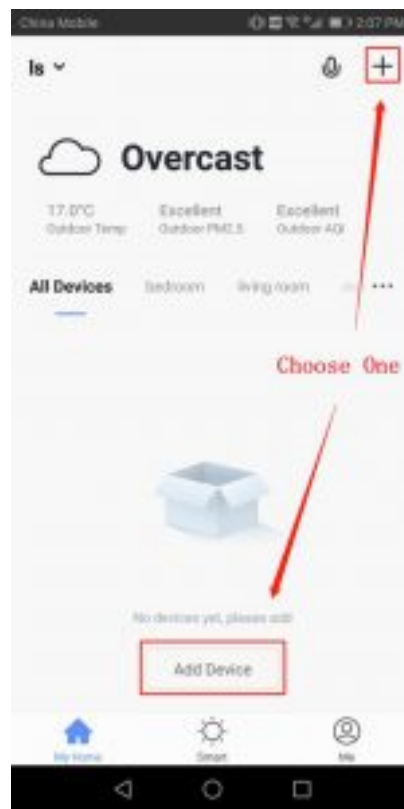 China Mobile 2:07 PM
ls
Overcast
17.0°C Excellent Excellent
Outdoor Temp Outdoor PM2.5 Outdoor AQI
All Devices bedroom living room ...
Choose One
No devices yet, please add
Add Device
My Home Smart Me